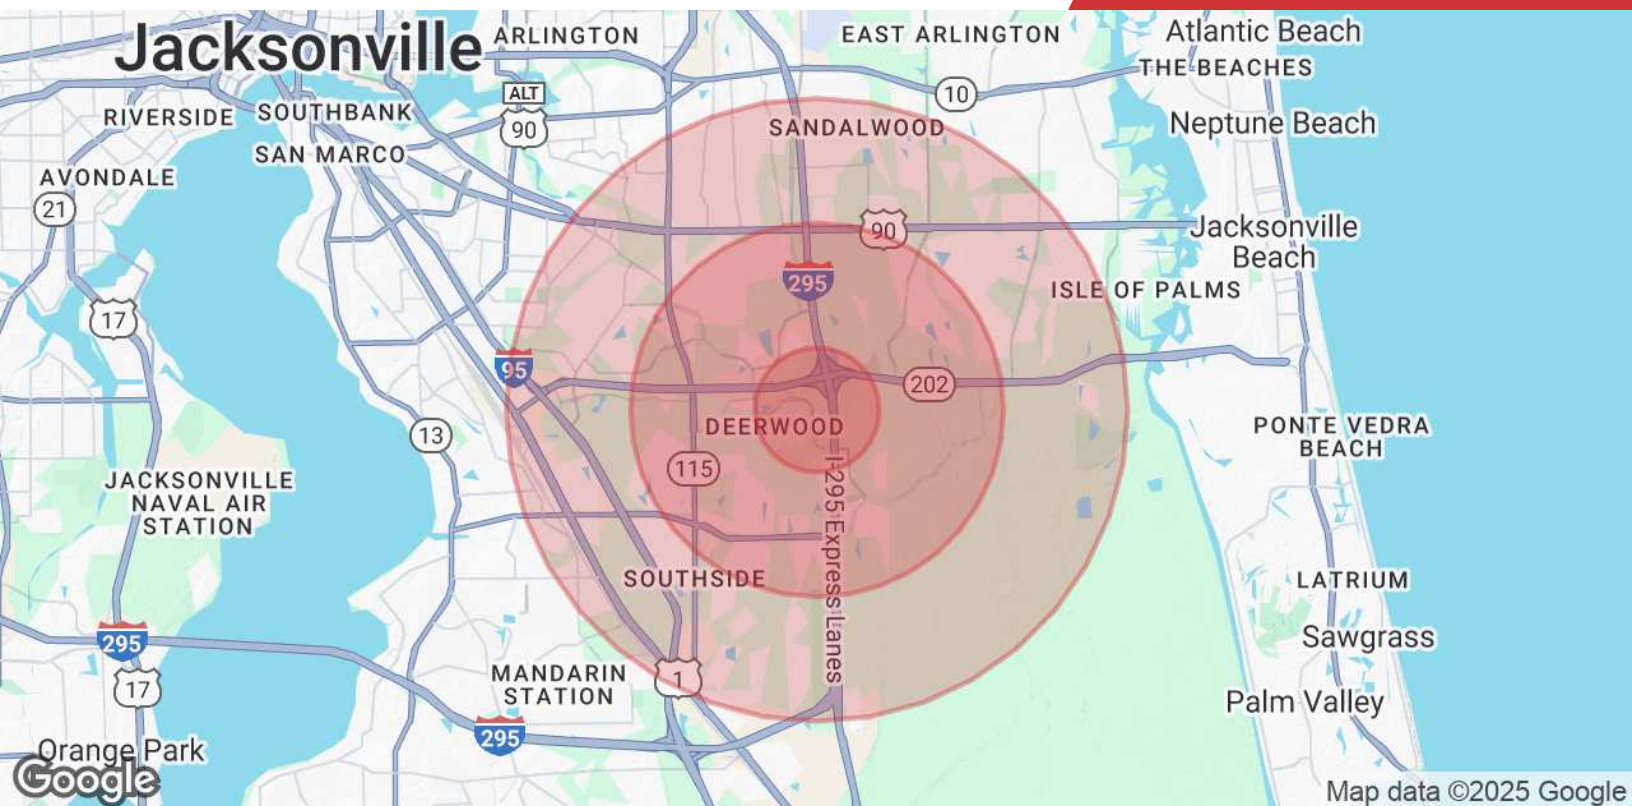 Jacksonville
ARLINGTON
EAST ARLINGTON
Atlantic Beach
THE BEACHES
ALT
90
10
RIVERSIDE
SOUTHBANK
SANDALWOOD
Neptune Beach
SAN MARCO
AVONDALE
21
90
Jacksonville
Beach
295
ISLE OF PALMS
17
95
202
DEERWOOD
13
PONTE VEDRA
BEACH
115
JACKSONVILLE
NAVAL AIR
STATION
I-295 Express Lanes
SOUTHSIDE
LATRIUM
295
Sawgrass
MANDARIN
STATION
1
17
Palm Valley
295
Orange Park
Google
Map data ©2025 Google